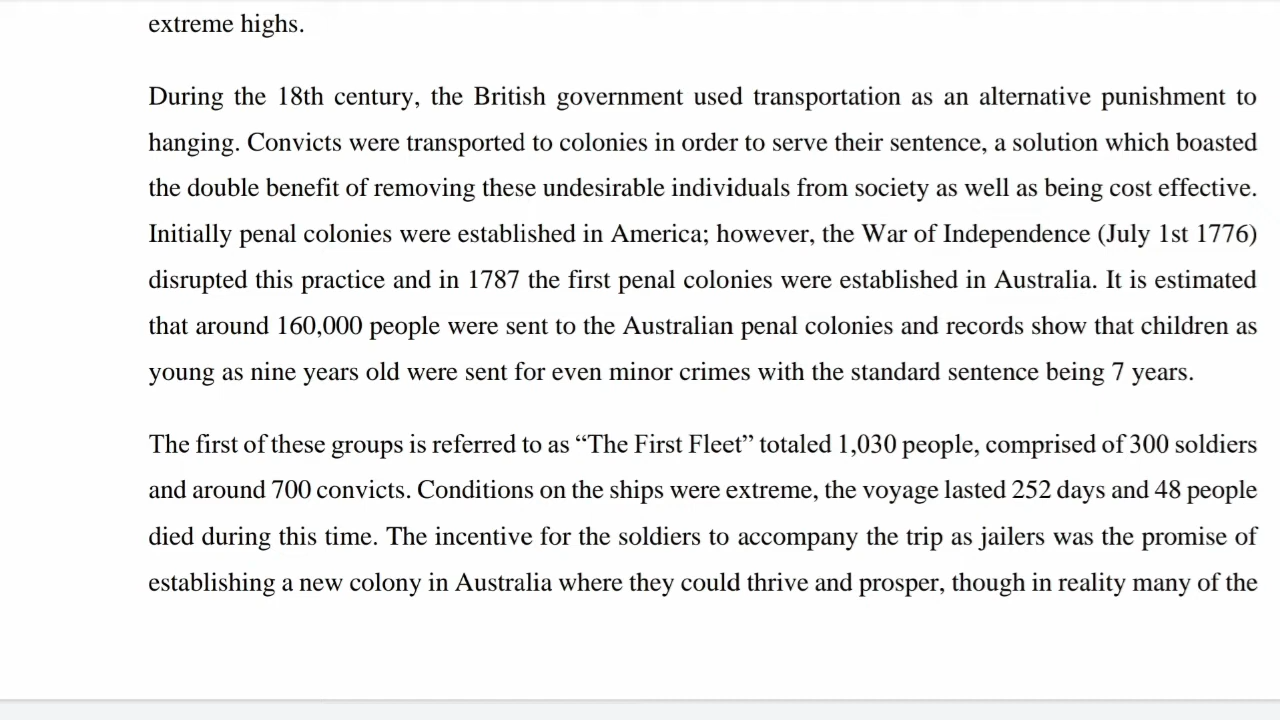 extreme highs.
During the 18th century, the British government used transportation as an alternative punishment to
hanging. Convicts were transported to colonies in order to serve their sentence, a solution which boasted
the double benefit of removing these undesirable individuals from society as well as being cost effective.
Initially penal colonies were established in America; however, the War of Independence (July 1st 1776)
disrupted this practice and in 1787 the first penal colonies were established in Australia. It is estimated
that around 160,000 people were sent to the Australian penal colonies and records show that children as
young as nine years old were sent for even minor crimes with the standard sentence being 7 years.
The first of these groups is referred to as “The First Fleet” totaled 1,030 people, comprised of 300 soldiers
and around 700 convicts. Conditions on the ships were extreme, the voyage lasted 252 days and 48 people
died during this time. The incentive for the soldiers to accompany the trip as jailers was the promise of
establishing a new colony in Australia where they could thrive and prosper, though in reality many of the